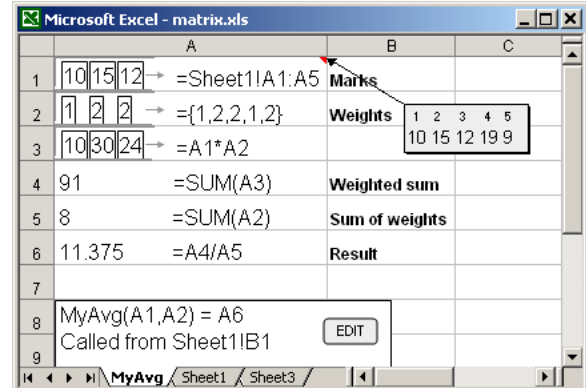 Microsoft Excel - matrix.xls
A B C
1 10 15 12 =Sheet1!A1:A5 Marks
2 1 2 2 ={1,2,2,1,2} Weights
1 2 3 4 5
10 15 12 19 9
3 10 30 24 =A1*A2
4 91 =SUM(A3) Weighted sum
5 8 =SUM(A2) Sum of weights
6 11.375 =A4/A5 Result
7
8 MyAvg(A1,A2) = A6
EDIT
9 Called from Sheet1!B1
MyAvg Sheet1 Sheet3